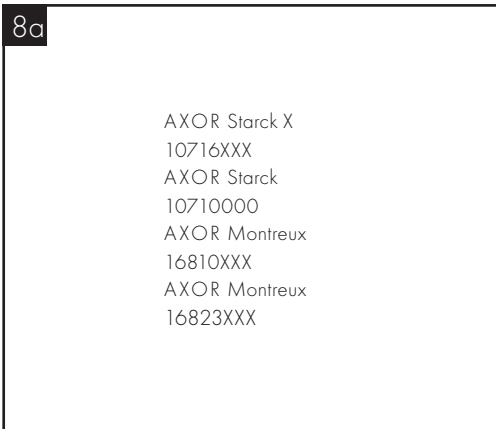 8a
AXOR Starck X
10716XXX
AXOR Starck
10710000
AXOR Montreux
16810XXX
AXOR Montreux
16823XXX